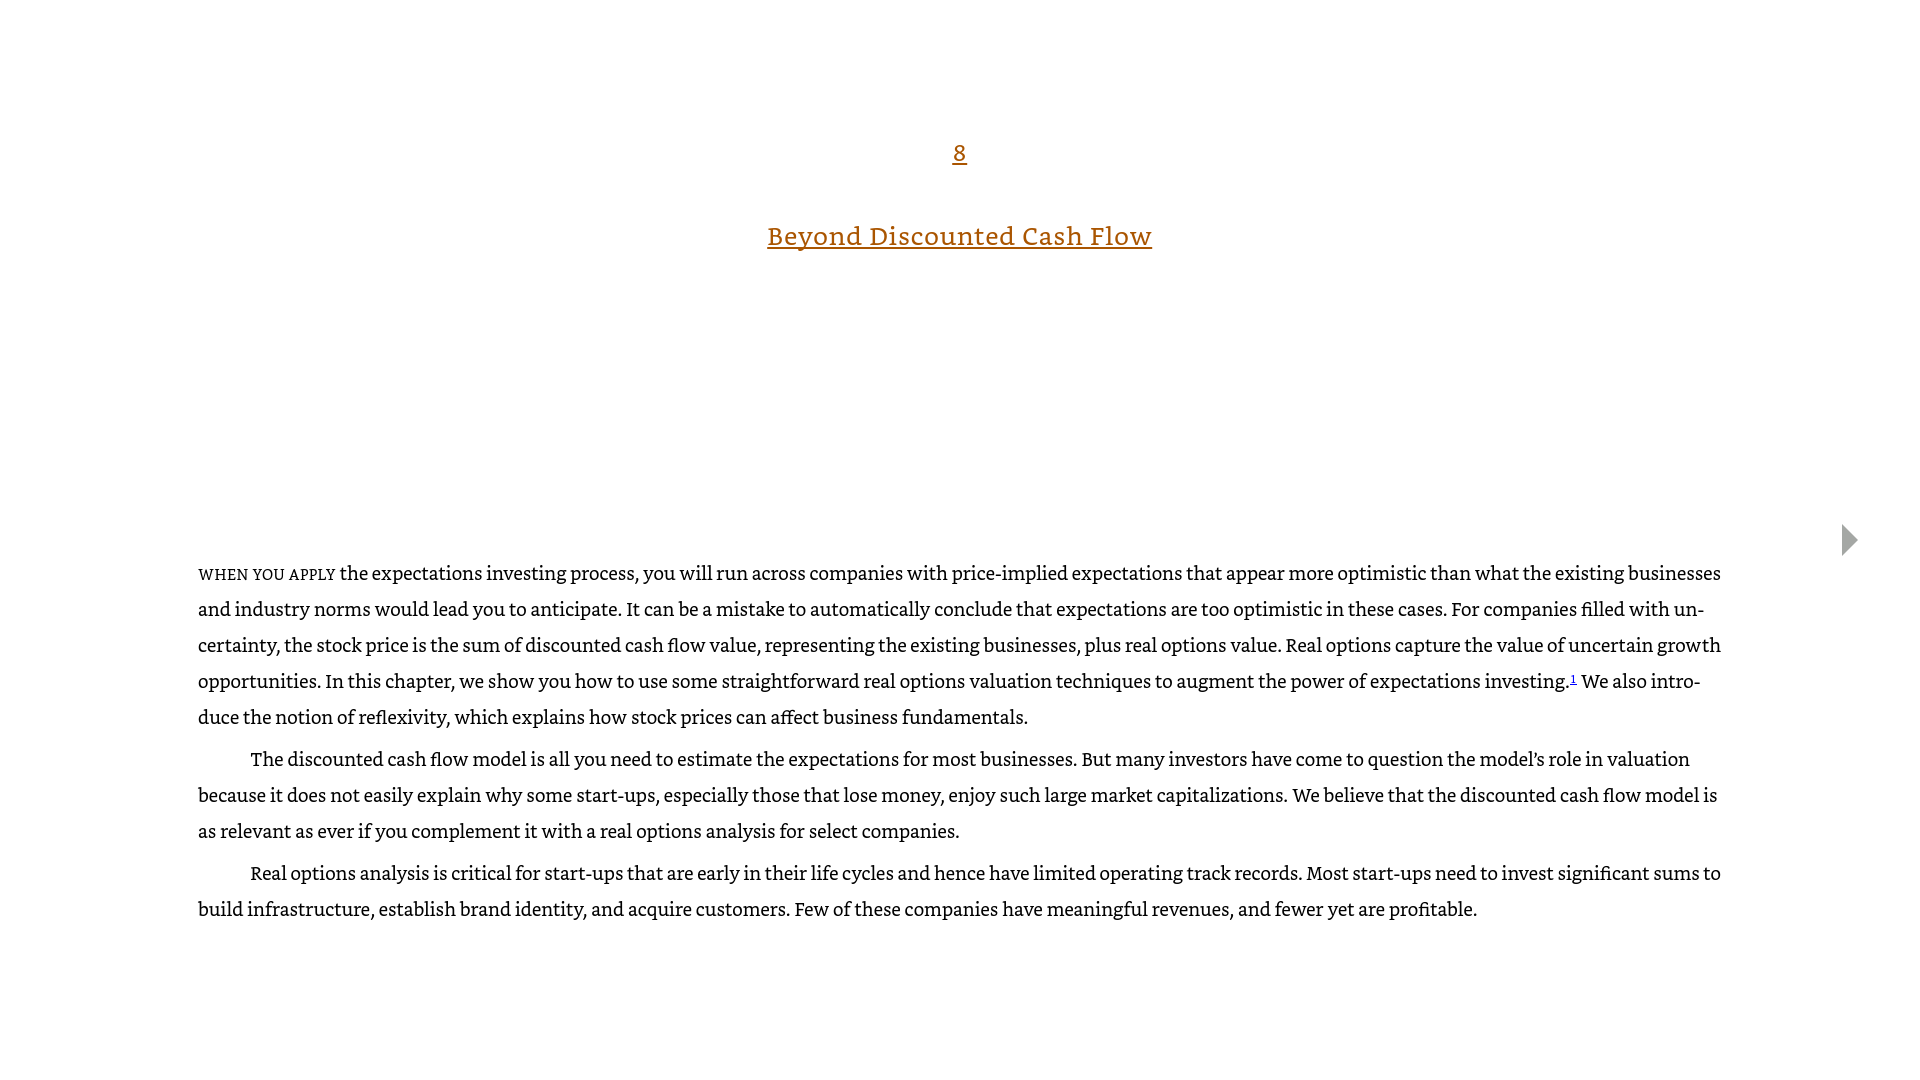 8
Beyond Discounted Cash Flow
WHEN YOU APPLY the expectations investing process, you will run across companies with price-implied expectations that appear more optimistic than what the existing businesses
and industry norms would lead you to anticipate. It can be a mistake to automatically conclude that expectations are too optimistic in these cases. For companies filled with un-
certainty, the stock price is the sum of discounted cash flow value, representing the existing businesses, plus real options value. Real options capture the value of uncertain growth
opportunities. In this chapter, we show you how to use some straightforward real options valuation techniques to augment the power of expectations investing.1 We also intro-
duce the notion of reflexivity, which explains how stock prices can affect business fundamentals.
The discounted cash flow model is all you need to estimate the expectations for most businesses. But many investors have come to question the model’s role in valuation
because it does not easily explain why some start-ups, especially those that lose money, enjoy such large market capitalizations. We believe that the discounted cash flow model is
as relevant as ever if you complement it with a real options analysis for select companies.
Real options analysis is critical for start-ups that are early in their life cycles and hence have limited operating track records. Most start-ups need to invest significant sums to
build infrastructure, establish brand identity, and acquire customers. Few of these companies have meaningful revenues, and fewer yet are profitable.